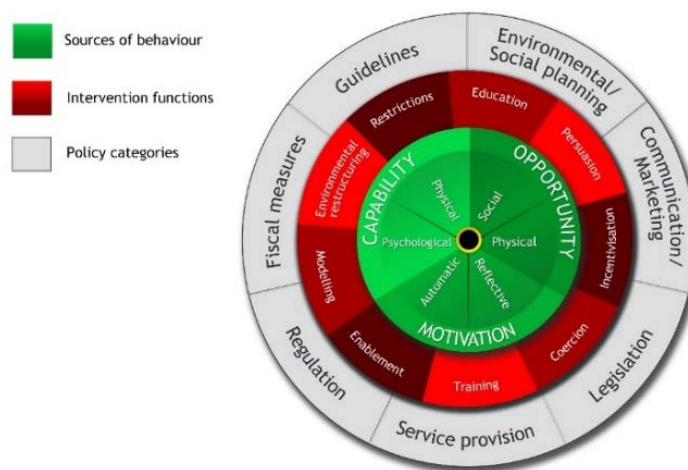 Sources of behaviour
Intervention functions
Policy categories
Environmental/
Social planning
Communication/
Marketing
Legislation
Service provision
Regulation
Fiscal measures
Guidelines
Education
Persuasion
Incentivisation
Coercion
Training
Enablement
Modelling
Environmental
restructuring
Restrictions
CAPABILITY
Physical
Psychological
OPPORTUNITY
Social
Physical
MOTIVATION
Automatic
Reflective